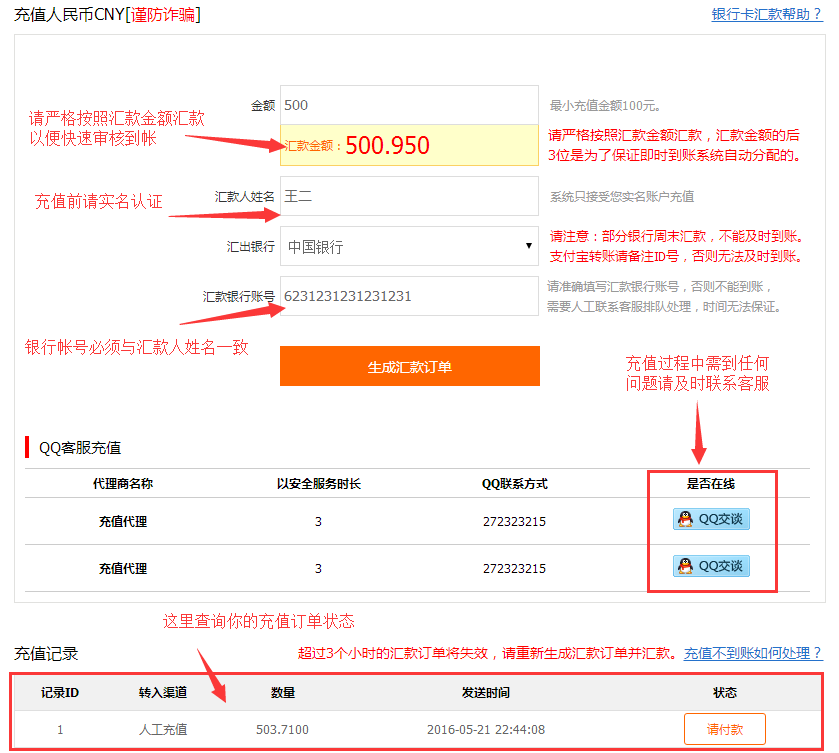 充值人民币CNY[谨防诈骗]
银行卡汇款帮助？
请严格按照汇款金额汇款
以便快速审核到帐
金额
500
最小充值金额100元。
汇款金额：500.950
请严格按照汇款金额汇款，汇款金额的后
3位是为了保证即时到账系统自动分配的。
充值前请实名认证
汇款人姓名
王二
系统只接受您实名账户充值
汇出银行
中国银行
请注意：部分银行周末汇款，不能及时到账。
支付宝转账请备注ID号，否则无法及时到账。
汇款银行账号
6231231231231231
请准确填写汇款银行账号，否则不能到账，
需要人工联系客服排队处理，时间无法保证。
银行帐号必须与汇款人姓名一致
生成汇款订单
充值过程中需到任何
问题请及时联系客服
QQ客服充值
代理商名称 以安全服务时长 QQ联系方式 是否在线
充值代理 3 272323215 QQ交谈
充值代理 3 272323215 QQ交谈
这里查询你的充值订单状态
充值记录
超过3个小时的汇款订单将失效，请重新生成汇款订单并汇款。 充值不到账如何处理？
记录ID 转入渠道 数量 发送时间 状态
1 人工充值 503.7100 2016-05-21 22:44:08 请付款